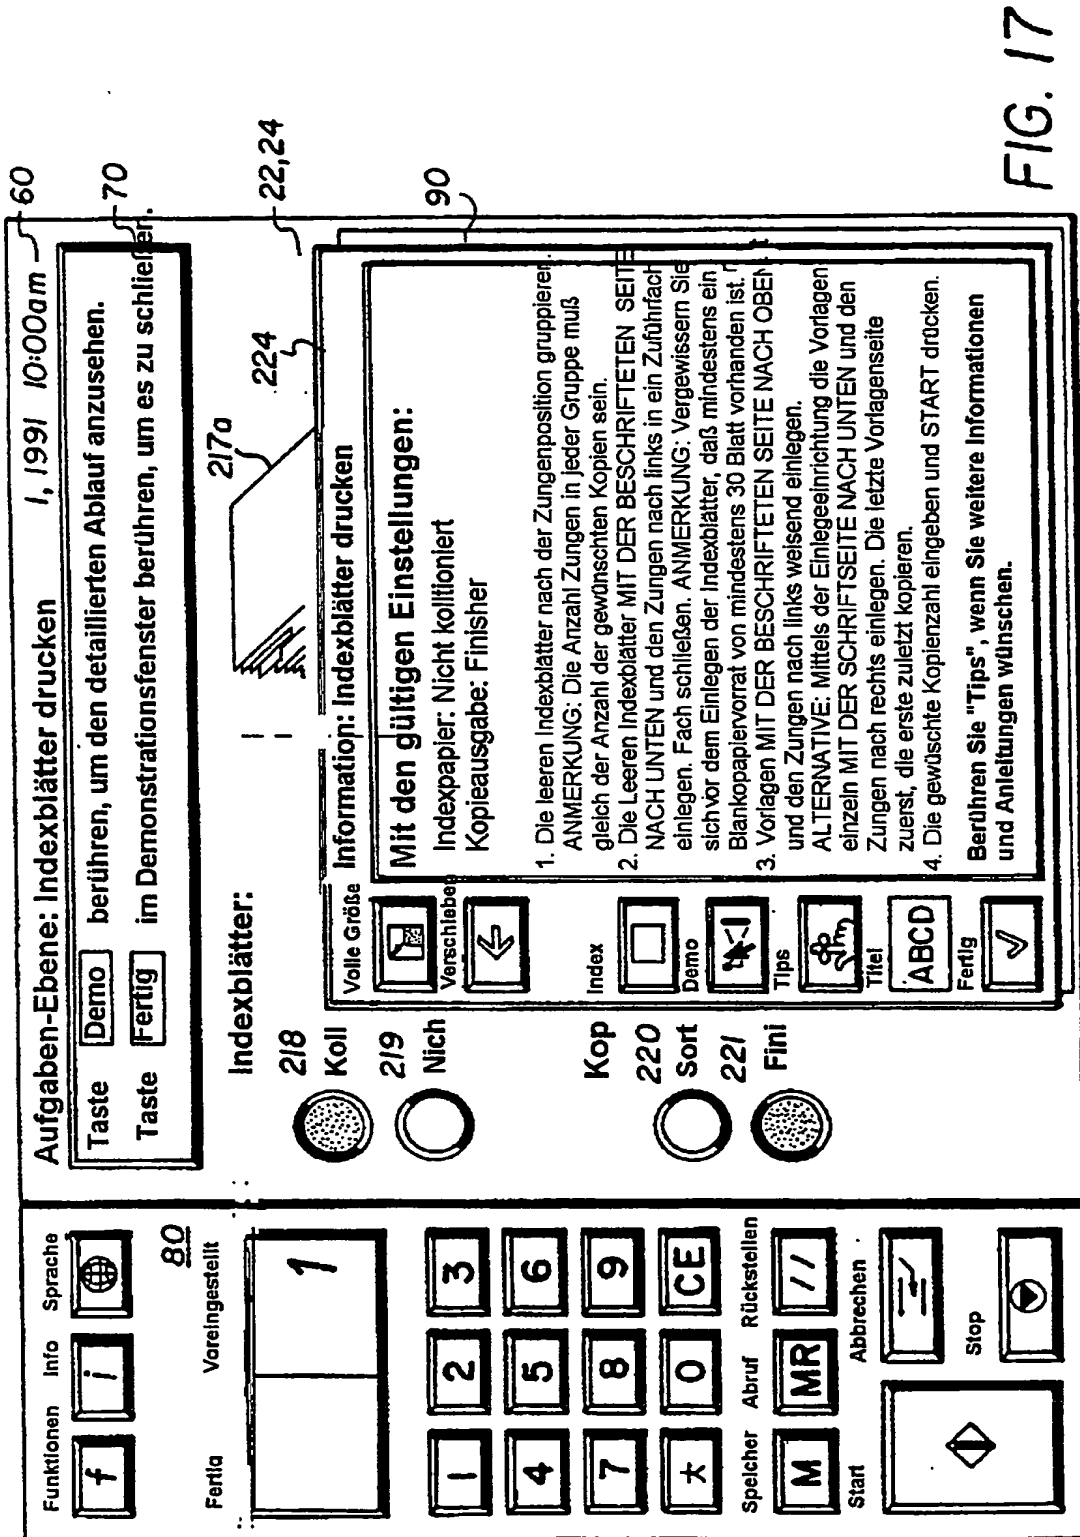 Funktionen Info Sprache
f i
80
Fertig Voreingestellt
1
1 2 3
4 5 6
7 8 9
* 0 CE
Speicher Abruf Rückstellen
M MR //
Start Abbrechen
Stop
Aufgaben-Ebene: Indexblätter drucken 1, 1991 10:00am 60
Taste Demo berühren, um den detaillierten Ablauf anzusehen.
Taste Fertig im Demonstrationsfenster berühren, um es zu schließen.
70
Indexblätter:
217a
224
22,24
218
Koll
219
Nich
Kop
220
Sort
221
Fini
Information: Indexblätter drucken
90
Volle Größe
Verschieben
Index
Demo
Tips
Titel
ABCD
Fertig
Mit den gültigen Einstellungen:
Indexpapier: Nicht kolltioniert
Kopieausgabe: Finisher
1. Die leeren Indexblätter nach der Zungenposition gruppieren.
ANMERKUNG: Die Anzahl Zungen in jeder Gruppe muß
gleich der Anzahl der gewünschten Kopien sein.
2. Die Leeren Indexblätter MIT DER BESCHRIFTETEN SEITE
NACH UNTEN und den Zungen nach links in ein Zuführfach
einlegen. Fach schließen. ANMERKUNG: Vergewissern Sie
sich vor dem Einlegen der Indexblätter, daß mindestens ein
Blankopapiervorrat von mindestens 30 Blatt vorhanden ist.
3. Vorlagen MIT DER BESCHRIFTETEN SEITE NACH OBEN
und den Zungen nach links weisend einlegen.
ALTERNATIVE: Mittels der Einlegeeinrichtung die Vorlagen
einzeln MIT DER SCHRIFTSEITE NACH UNTEN und den
Zungen nach rechts einlegen. Die letzte Vorlagenseite
zuerst, die erste zuletzt kopieren.
4. Die gewüschte Kopienzahl eingeben und START drücken.
Berühren Sie "Tips", wenn Sie weitere Informationen
und Anleitungen wünschen.
FIG. 17